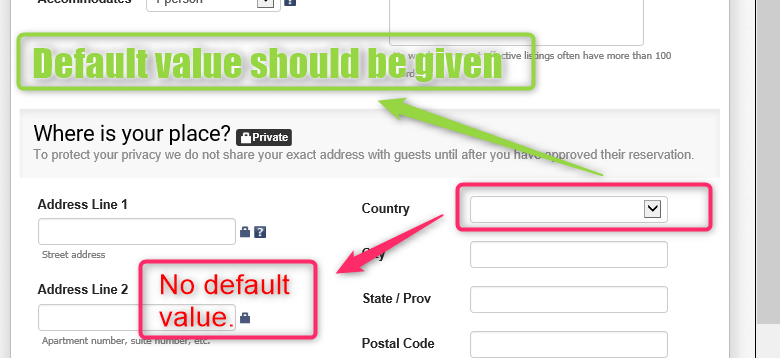 Accommodates 1 person
Default value should be given
effective listings often have more than 100
Where is your place? Private
To protect your privacy we do not share your exact address with guests until after you have approved their reservation.
Address Line 1
Country
Street address
City
No default
value.
Address Line 2
State / Prov
Apartment number, suite number, etc.
Postal Code